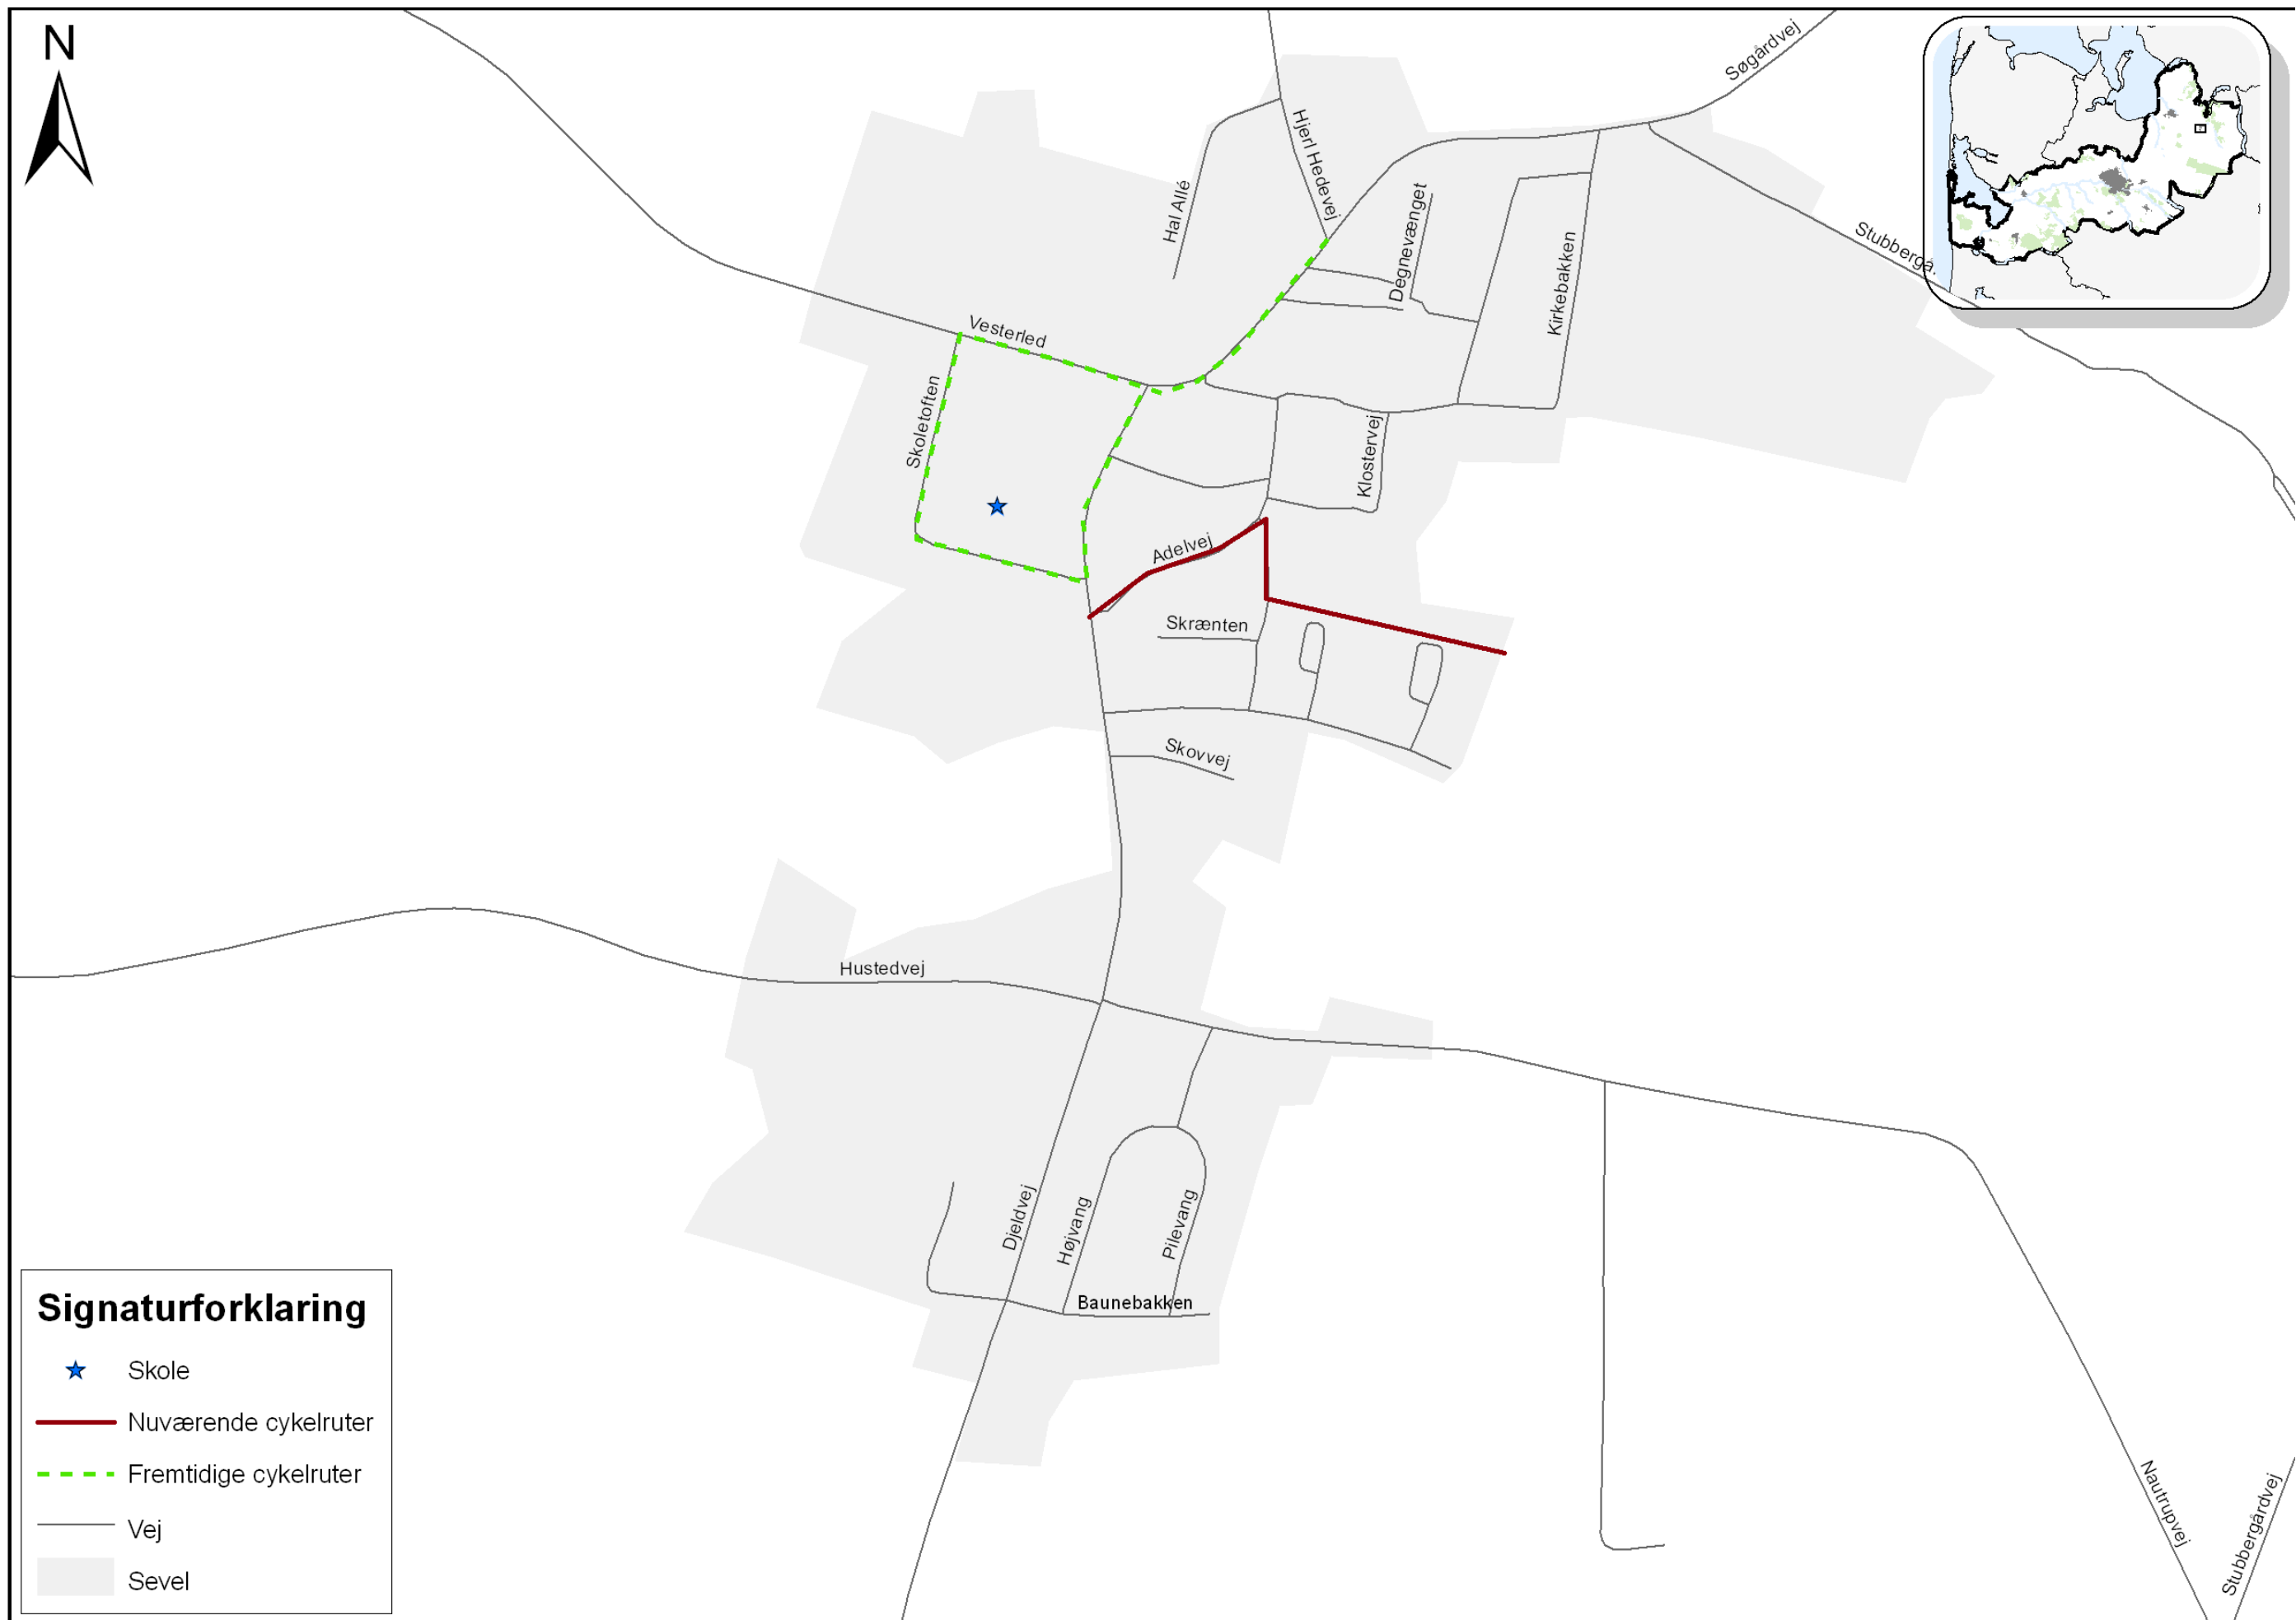 N
Søgårdvej
Hjerl Hedevej
Hal Allé
Degnevænget
Kirkebakken
Stubbergå.
Vesterled
Skoletoften
Klostervej
Adelvej
Skrænten
Skovvej
Hustedvej
Djeldvej
Højvang
Pilevang
Baunebakken
Nautrupvej
Stubbergårdvej
Signaturforklaring
Skole
Nuværende cykelruter
Fremtidige cykelruter
Vej
Sevel